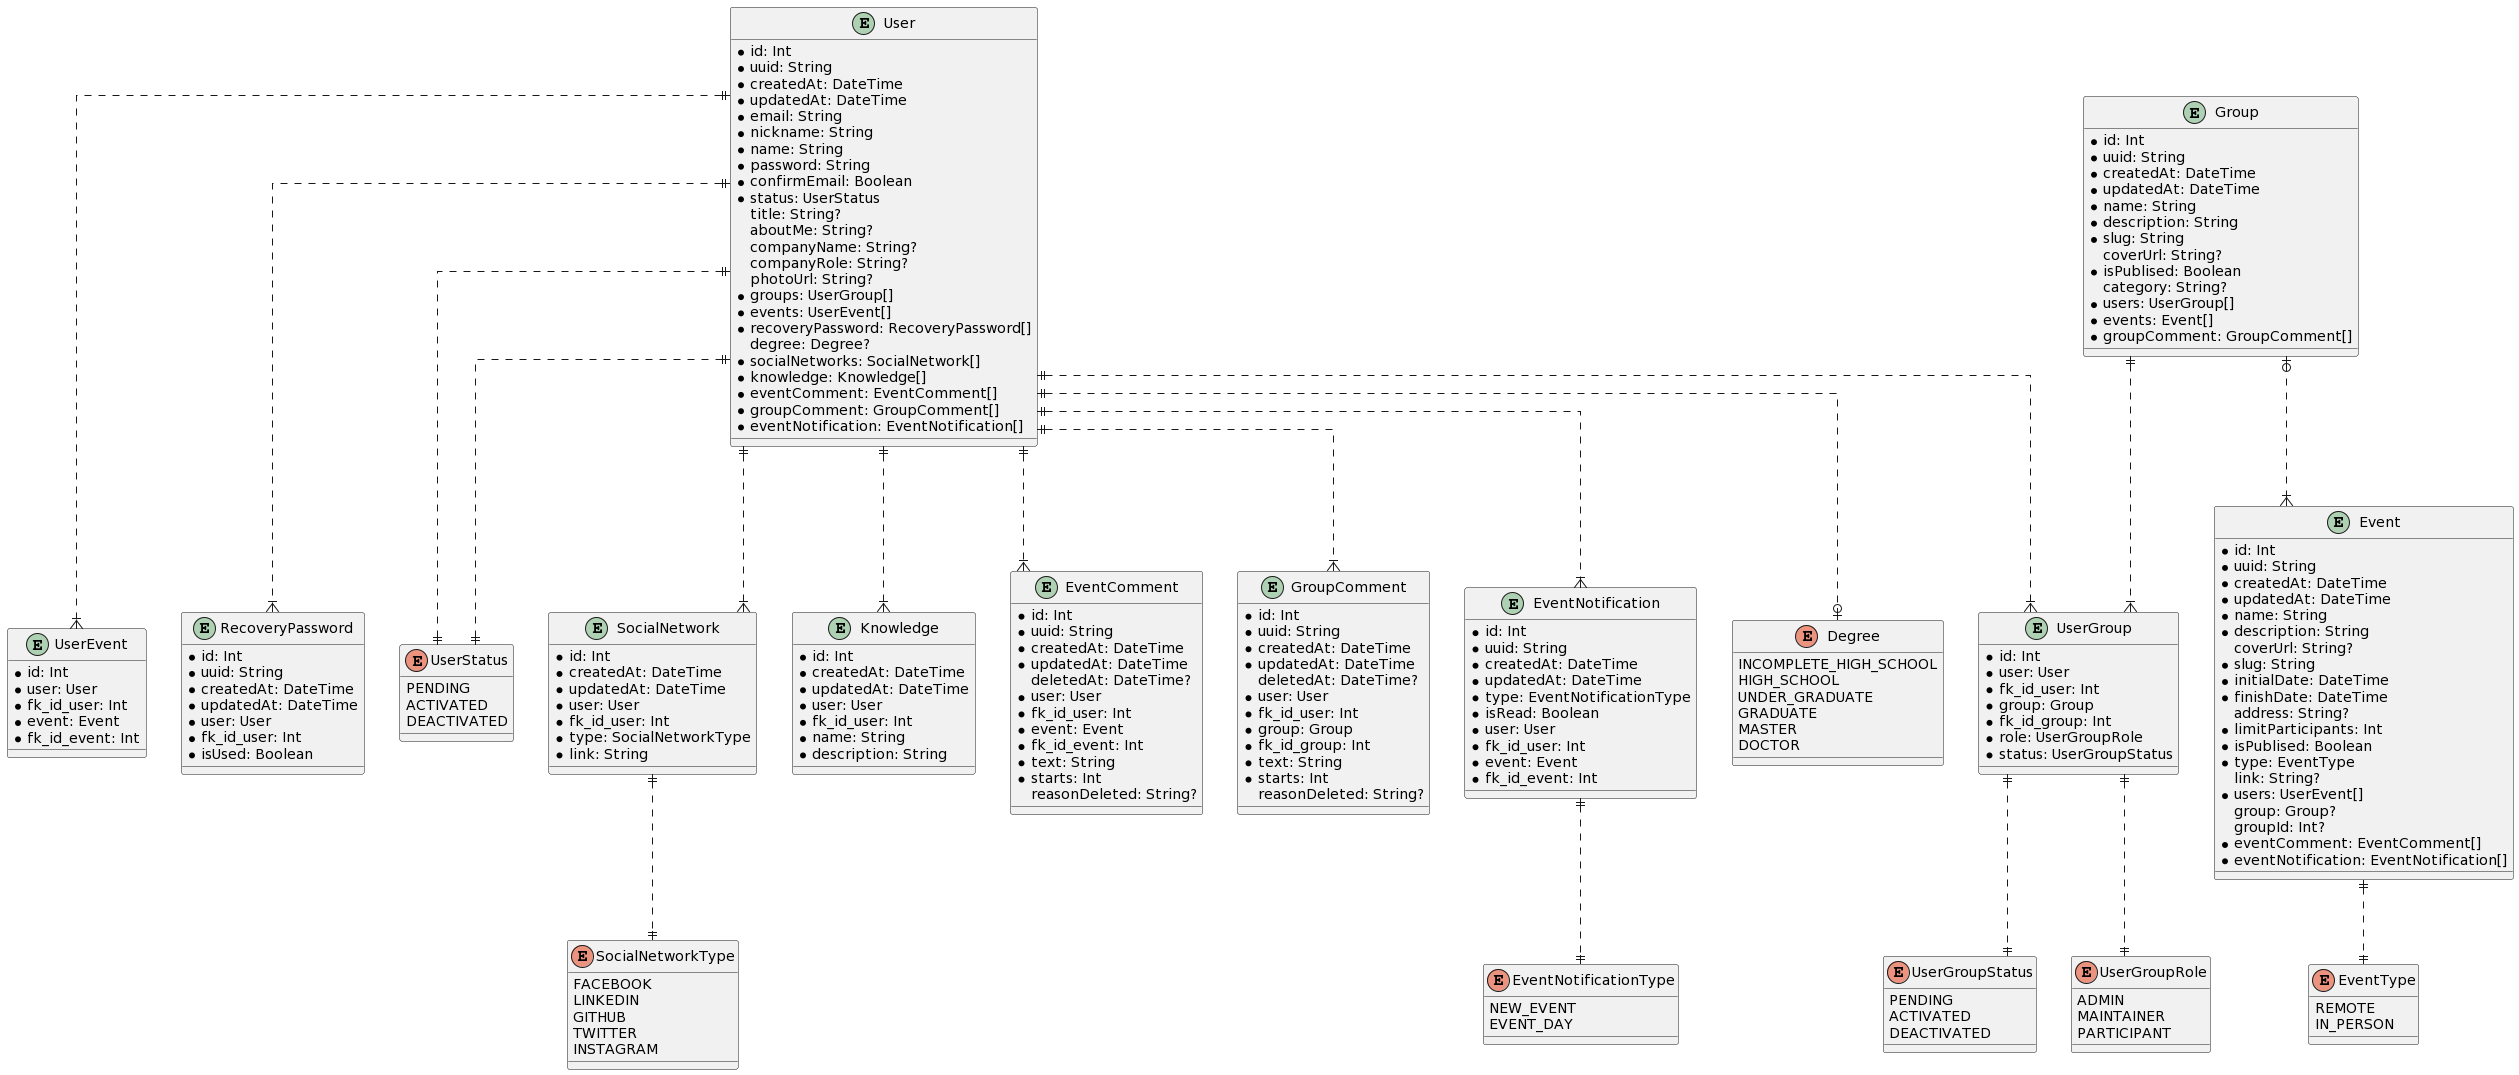 E User
id: Int
uuid: String
createdAt: DateTime
updatedAt: DateTime
email: String
nickname: String
name: String
password: String
confirmEmail: Boolean
status: UserStatus
title: String?
aboutMe: String?
companyName: String?
companyRole: String?
photoUrl: String?
groups: UserGroup[]
events: UserEvent[]
recoveryPassword: RecoveryPassword[]
degree: Degree?
socialNetworks: SocialNetwork[]
knowledge: Knowledge[]
eventComment: EventComment[]
groupComment: GroupComment[]
eventNotification: EventNotification[]
E Group
id: Int
uuid: String
createdAt: DateTime
updatedAt: DateTime
name: String
description: String
slug: String
coverUrl: String?
isPublised: Boolean
category: String?
users: UserGroup[]
events: Event[]
groupComment: GroupComment[]
E UserEvent
id: Int
user: User
fk_id_user: Int
event: Event
fk_id_event: Int
E RecoveryPassword
id: Int
uuid: String
createdAt: DateTime
updatedAt: DateTime
user: User
fk_id_user: Int
isUsed: Boolean
E UserStatus
PENDING
ACTIVATED
DEACTIVATED
E SocialNetwork
id: Int
createdAt: DateTime
updatedAt: DateTime
user: User
fk_id_user: Int
type: SocialNetworkType
link: String
E Knowledge
id: Int
createdAt: DateTime
updatedAt: DateTime
user: User
fk_id_user: Int
name: String
description: String
E EventComment
id: Int
uuid: String
createdAt: DateTime
updatedAt: DateTime
deletedAt: DateTime?
user: User
fk_id_user: Int
event: Event
fk_id_event: Int
text: String
starts: Int
reasonDeleted: String?
E GroupComment
id: Int
uuid: String
createdAt: DateTime
updatedAt: DateTime
deletedAt: DateTime?
user: User
fk_id_user: Int
group: Group
fk_id_group: Int
text: String
starts: Int
reasonDeleted: String?
E EventNotification
id: Int
uuid: String
createdAt: DateTime
updatedAt: DateTime
type: EventNotificationType
isRead: Boolean
user: User
fk_id_user: Int
event: Event
fk_id_event: Int
E Degree
INCOMPLETE_HIGH_SCHOOL
HIGH_SCHOOL
UNDER_GRADUATE
GRADUATE
MASTER
DOCTOR
E UserGroup
id: Int
user: User
fk_id_user: Int
group: Group
fk_id_group: Int
role: UserGroupRole
status: UserGroupStatus
E Event
id: Int
uuid: String
createdAt: DateTime
updatedAt: DateTime
name: String
description: String
coverUrl: String?
slug: String
initialDate: DateTime
finishDate: DateTime
address: String?
limitParticipants: Int
isPublised: Boolean
type: EventType
link: String?
users: UserEvent[]
group: Group?
groupId: Int?
eventComment: EventComment[]
eventNotification: EventNotification[]
E SocialNetworkType
FACEBOOK
LINKEDIN
GITHUB
TWITTER
INSTAGRAM
E EventNotificationType
NEW_EVENT
EVENT_DAY
E UserGroupStatus
PENDING
ACTIVATED
DEACTIVATED
E UserGroupRole
ADMIN
MAINTAINER
PARTICIPANT
E EventType
REMOTE
IN_PERSON